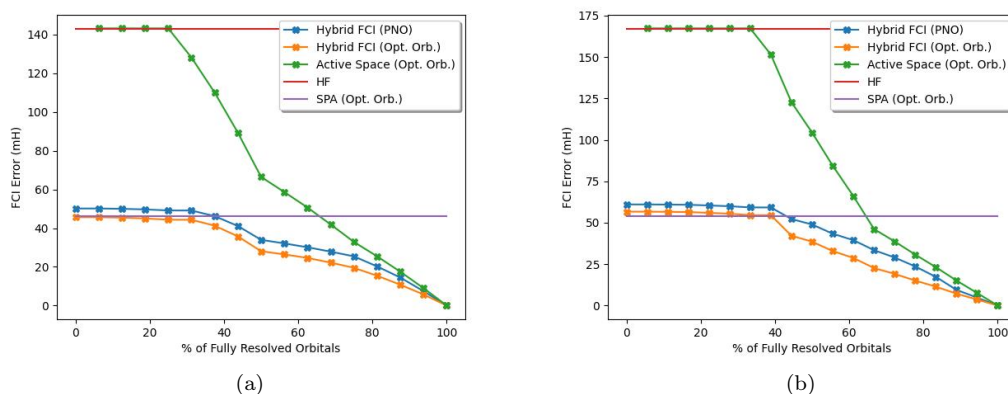 FCI Error (mH)
140
120
100
80
60
40
20
0
Hybrid FCI (PNO)
Hybrid FCI (Opt. Orb.)
Active Space (Opt. Orb.)
HF
SPA (Opt. Orb.)
0 20 40 60 80 100
% of Fully Resolved Orbitals
(a)
FCI Error (mH)
175
150
125
100
75
50
25
0
Hybrid FCI (PNO)
Hybrid FCI (Opt. Orb.)
Active Space (Opt. Orb.)
HF
SPA (Opt. Orb.)
0 20 40 60 80 100
% of Fully Resolved Orbitals
(b)